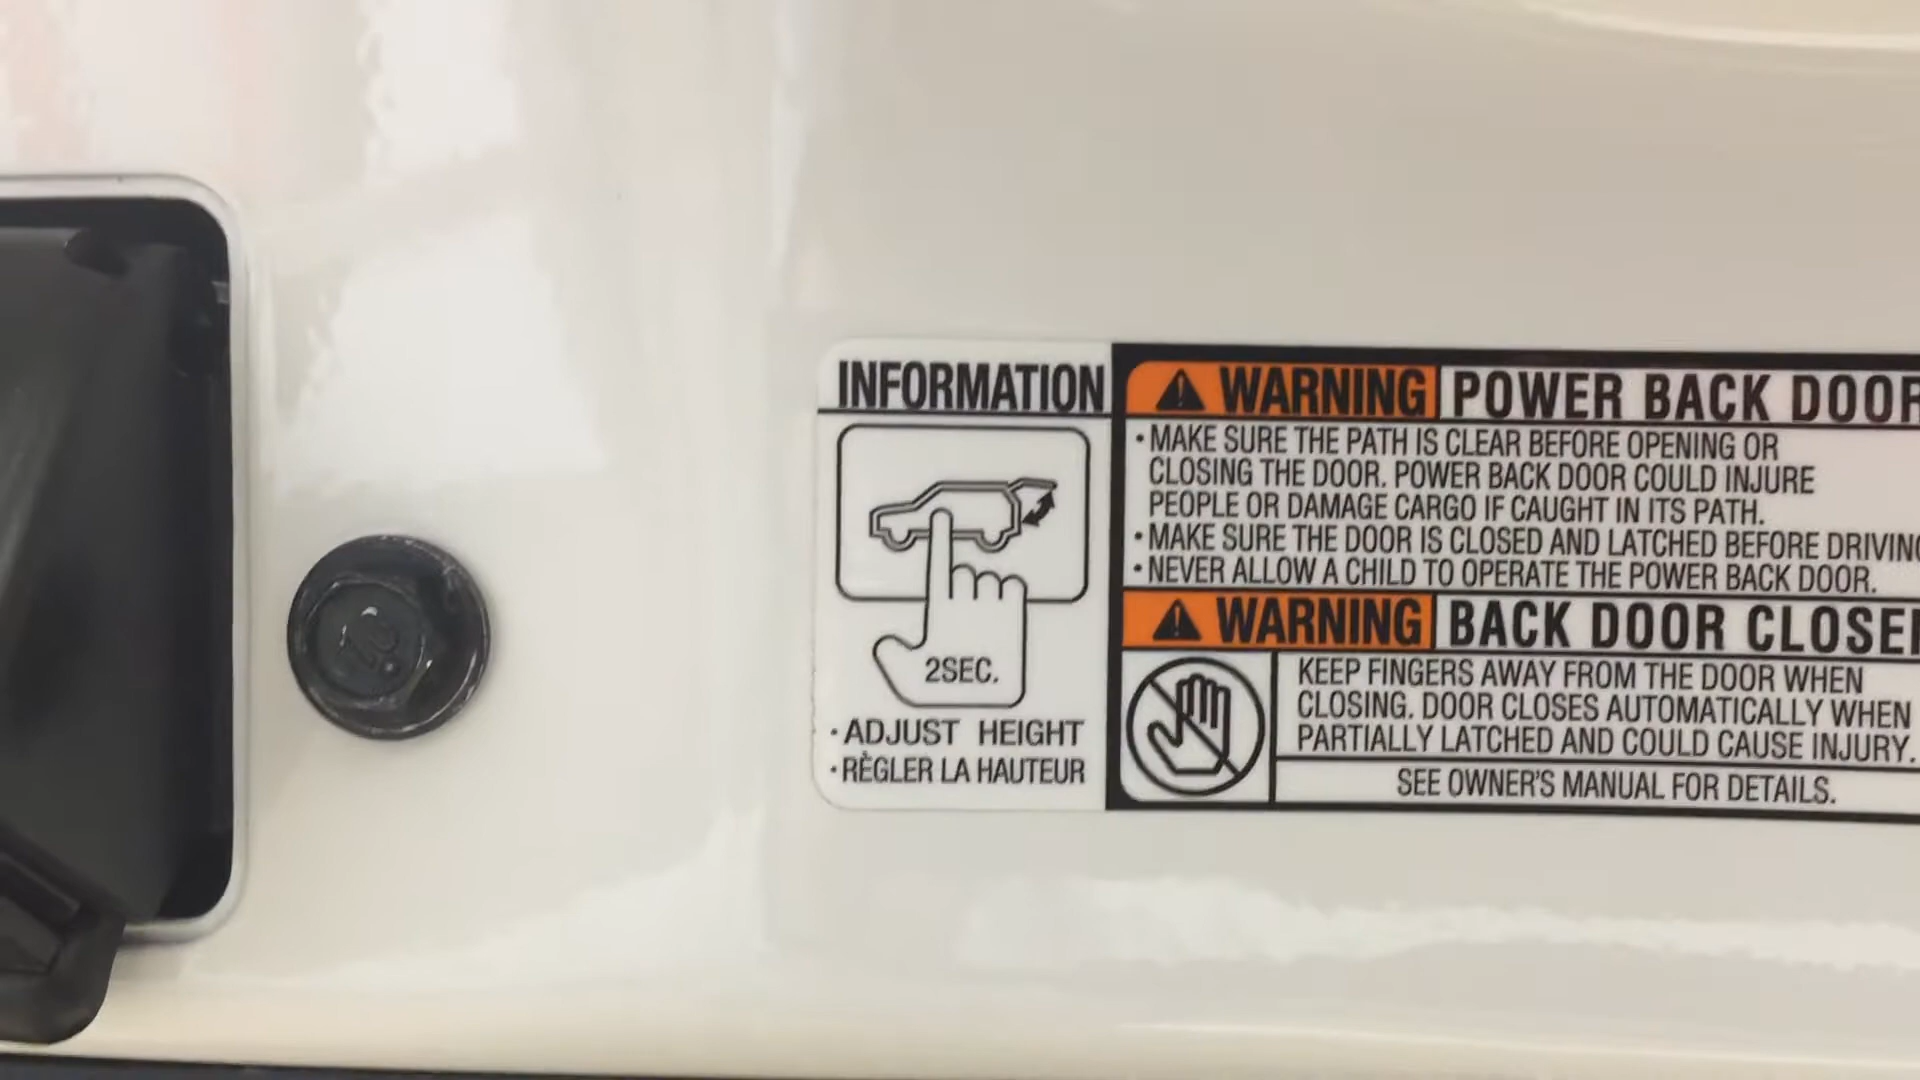 INFORMATION
2SEC.
·ADJUST HEIGHT
·RÈGLER LA HAUTEUR
WARNING POWER BACK DOOR
·MAKE SURE THE PATH IS CLEAR BEFORE OPENING OR
CLOSING THE DOOR. POWER BACK DOOR COULD INJURE
PEOPLE OR DAMAGE CARGO IF CAUGHT IN ITS PATH.
·MAKE SURE THE DOOR IS CLOSED AND LATCHED BEFORE DRIVING
·NEVER ALLOW A CHILD TO OPERATE THE POWER BACK DOOR.
WARNING BACK DOOR
KEEP FINGERS AWAY FROM THE DOOR WHEN
CLOSING. DOOR CLOSES AUTOMATICALLY WHEN
PARTIALLY LATCHED AND COULD CAUSE INJURY.
SEE OWNER'S MANUAL FOR DETAILS.